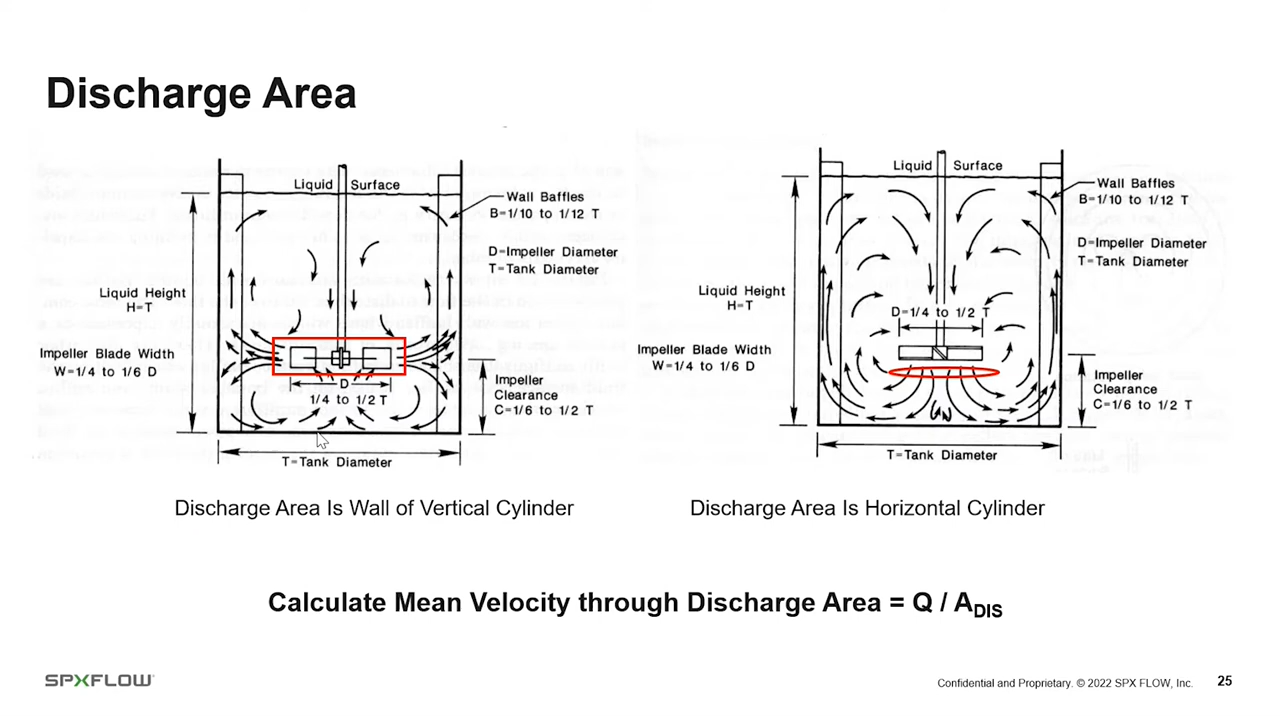 Discharge Area
Liquid Surface
Wall Baffles
B=1/10 to 1/12 T
D=Impeller Diameter
T=Tank Diameter
Liquid Height
H=T
Impeller Blade Width
W=1/4 to 1/6 D
D
1/4 to 1/2 T
Impeller
Clearance
C=1/6 to 1/2 T
T=Tank Diameter
Discharge Area Is Wall of Vertical Cylinder
Liquid Surface
Wall Baffles
B=1/10 to 1/12 T
D=Impeller Diameter
T=Tank Diameter
Liquid Height
H=T
D=1/4 to 1/2 T
Impeller Blade Width
W=1/4 to 1/6 D
Impeller
Clearance
C=1/6 to 1/2 T
T=Tank Diameter
Discharge Area Is Horizontal Cylinder
Calculate Mean Velocity through Discharge Area = Q / ADIS
SPXFLOW
Confidential and Proprietary. © 2022 SPX FLOW, Inc.
25